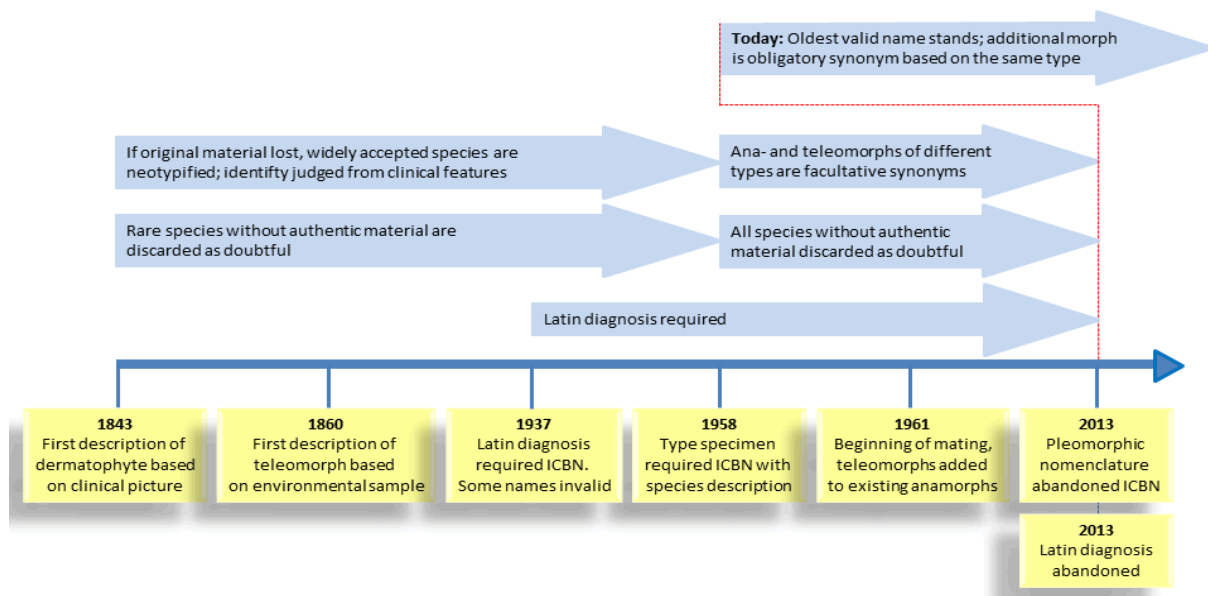 Today: Oldest valid name stands; additional morph
is obligatory synonym based on the same type
If original material lost, widely accepted species are
neotypified; identifty judged from clinical features
Ana- and teleomorphs of different
types are facultative synonyms
Rare species without authentic material are
discarded as doubtful
All species without authentic
material discarded as doubtful
Latin diagnosis required
1843
First description of
dermatophyte based
on clinical picture
1860
First description of
teleomorph based
on environmental sample
1937
Latin diagnosis
required ICBN.
Some names invalid
1958
Type specimen
required ICBN with
species description
1961
Beginning of mating,
teleomorphs added
to existing anamorphs
2013
Pleomorphic
nomenclature
abandoned ICBN
2013
Latin diagnosis
abandoned